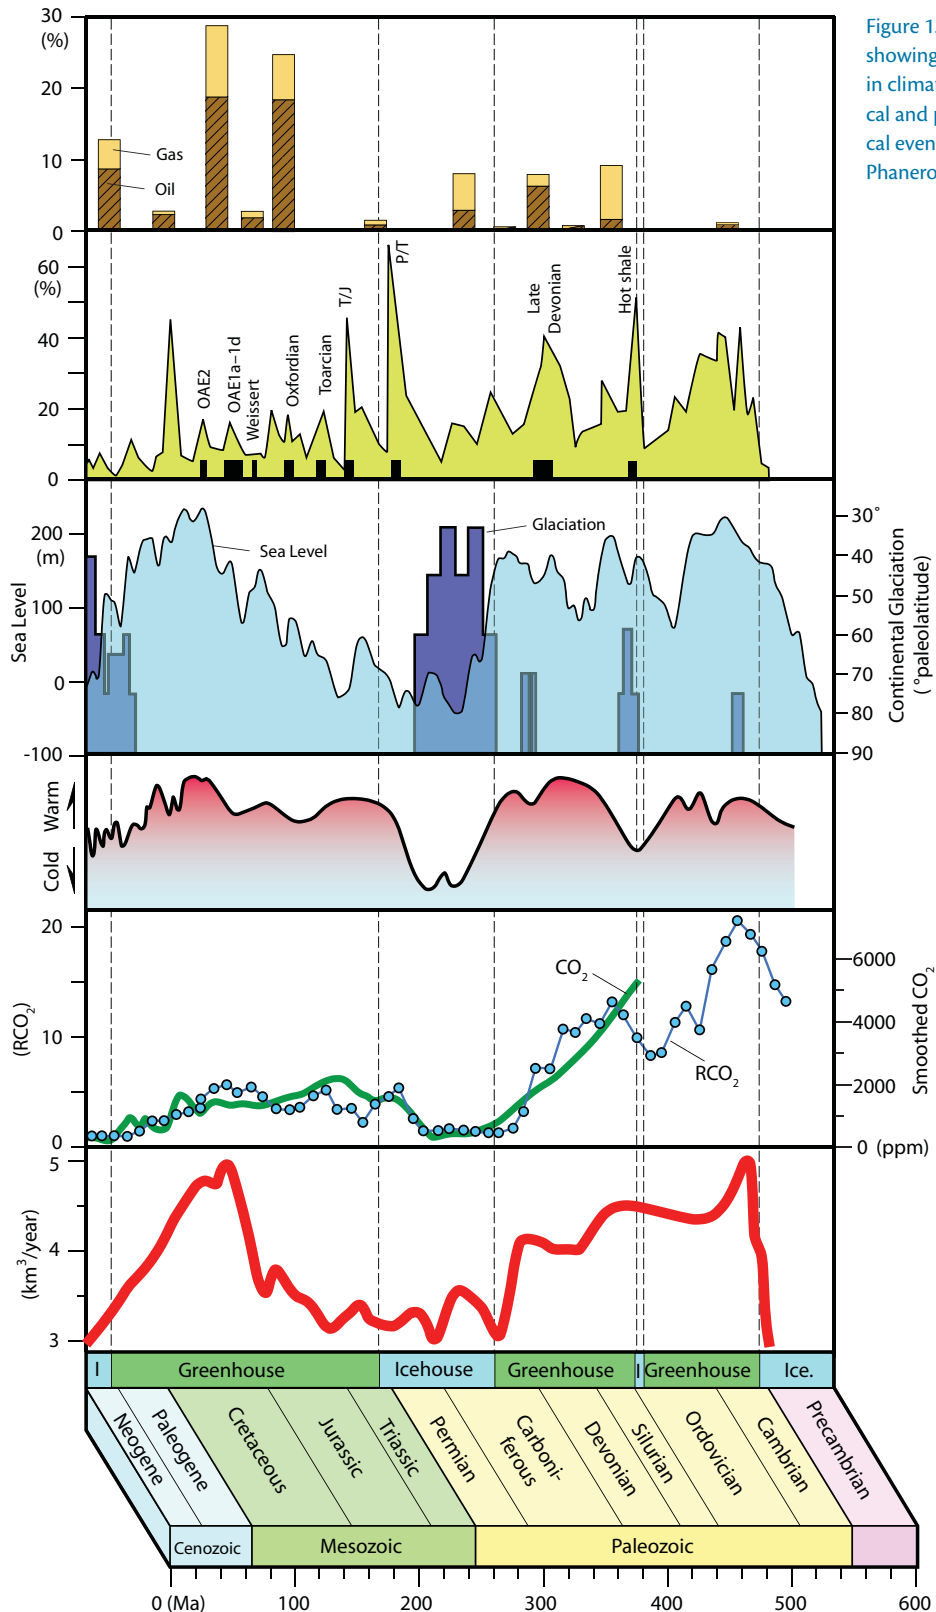 Figure 1.
showing
in climat
cal and p
cal even
Phanero
30
(%)
20
10
0
Gas
Oil
60
(%)
40
20
0
OAE2
OAE1a–1d
Weissert
Oxfordian
Toarcian
T/J
P/T
Late
Devonian
Hot shale
Sea Level
200
(m)
100
0
-100
Sea Level
Glaciation
30°
40
50
60
70
80
90
Continental Glaciation
(°paleolatitude)
Warm
Cold
20
10
0
(RCO2)
CO2
RCO2
6000
4000
2000
0 (ppm)
Smoothed CO2
5
4
3
(km3/year)
I Greenhouse Icehouse Greenhouse I Greenhouse Ice.
Neogene
Paleogene
Cretaceous
Jurassic
Triassic
Permian
Carboni-
ferous
Devonian
Silurian
Ordovician
Cambrian
Precambrian
Cenozoic Mesozoic Paleozoic
0 (Ma) 100 200 300 400 500 600